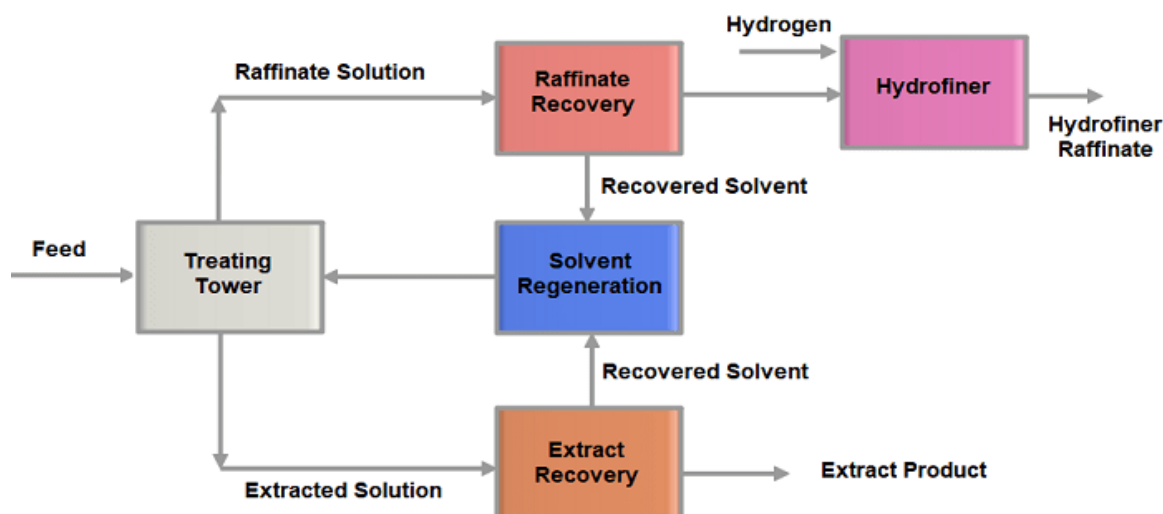 Hydrogen
Raffinate Solution
Raffinate
Recovery
Hydrofiner
Hydrofiner
Raffinate
Recovered Solvent
Feed
Treating
Tower
Solvent
Regeneration
Recovered Solvent
Extract
Recovery
Extract Product
Extracted Solution